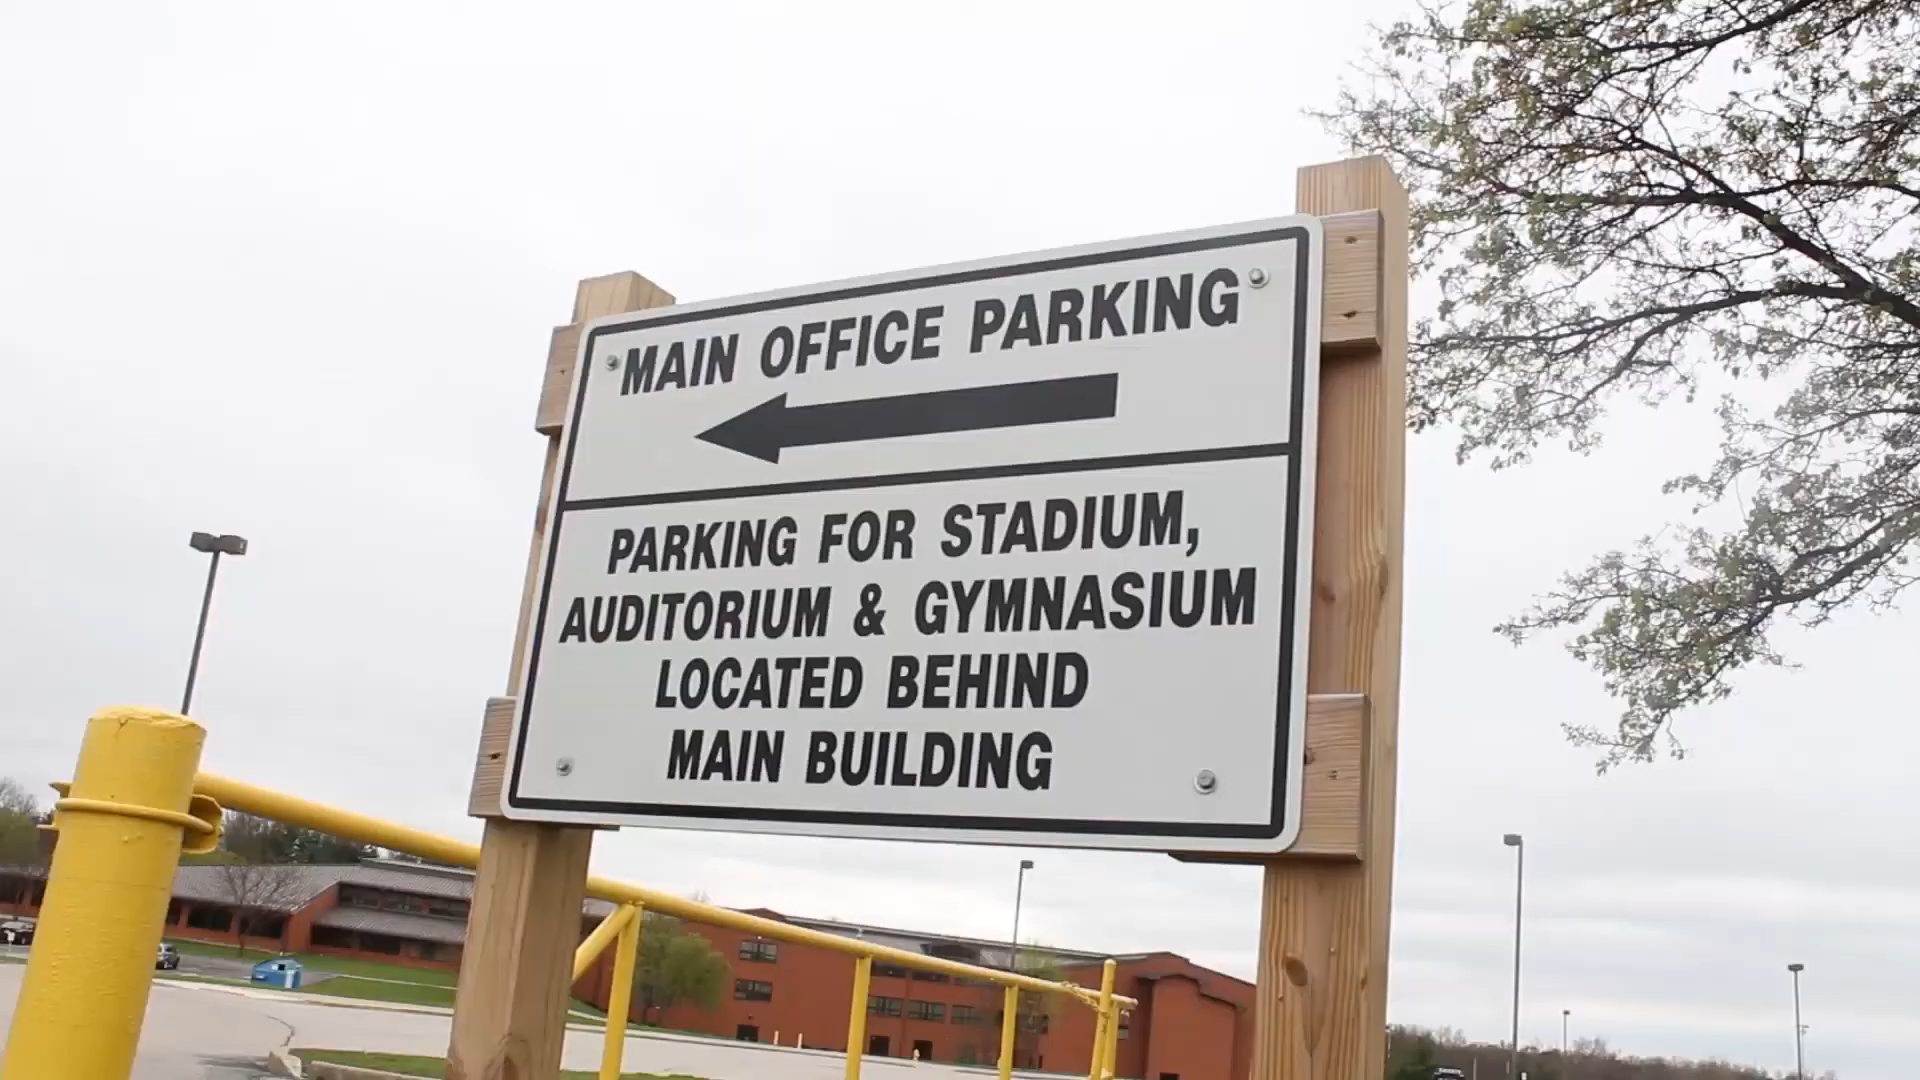 MAIN OFFICE PARKING
PARKING FOR STADIUM,
AUDITORIUM & GYMNASIUM
LOCATED BEHIND
MAIN BUILDING